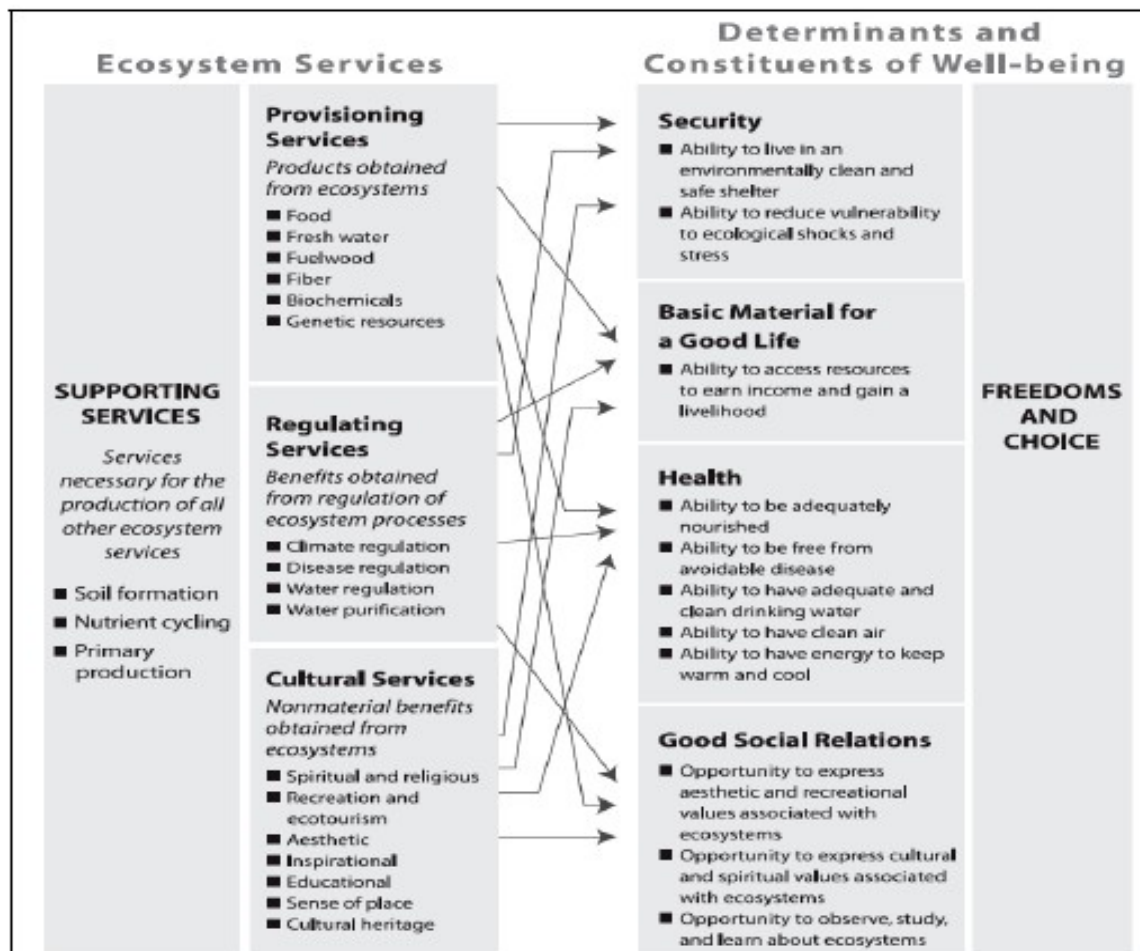 Ecosystem Services
Determinants and
Constituents of Well-being
SUPPORTING
SERVICES
Services
necessary for the
production of all
other ecosystem
services
■ Soil formation
■ Nutrient cycling
■ Primary
production
Provisioning
Services
Products obtained
from ecosystems
■ Food
■ Fresh water
■ Fuelwood
■ Fiber
■ Biochemicals
■ Genetic resources
Regulating
Services
Benefits obtained
from regulation of
ecosystem processes
■ Climate regulation
■ Disease regulation
■ Water regulation
■ Water purification
Cultural Services
Nonmaterial benefits
obtained from
ecosystems
■ Spiritual and religious
■ Recreation and
ecotourism
■ Aesthetic
■ Inspirational
■ Educational
■ Sense of place
■ Cultural heritage
Security
■ Ability to live in an
environmentally clean and
safe shelter
■ Ability to reduce vulnerability
to ecological shocks and
stress
Basic Material for
a Good Life
■ Ability to access resources
to earn income and gain a
livelihood
Health
■ Ability to be adequately
nourished
■ Ability to be free from
avoidable disease
■ Ability to have adequate and
clean drinking water
■ Ability to have clean air
■ Ability to have energy to keep
warm and cool
Good Social Relations
■ Opportunity to express
aesthetic and recreational
values associated with
ecosystems
■ Opportunity to express cultural
and spiritual values associated
with ecosystems
■ Opportunity to observe, study,
and learn about ecosystems
FREEDOMS
AND
CHOICE